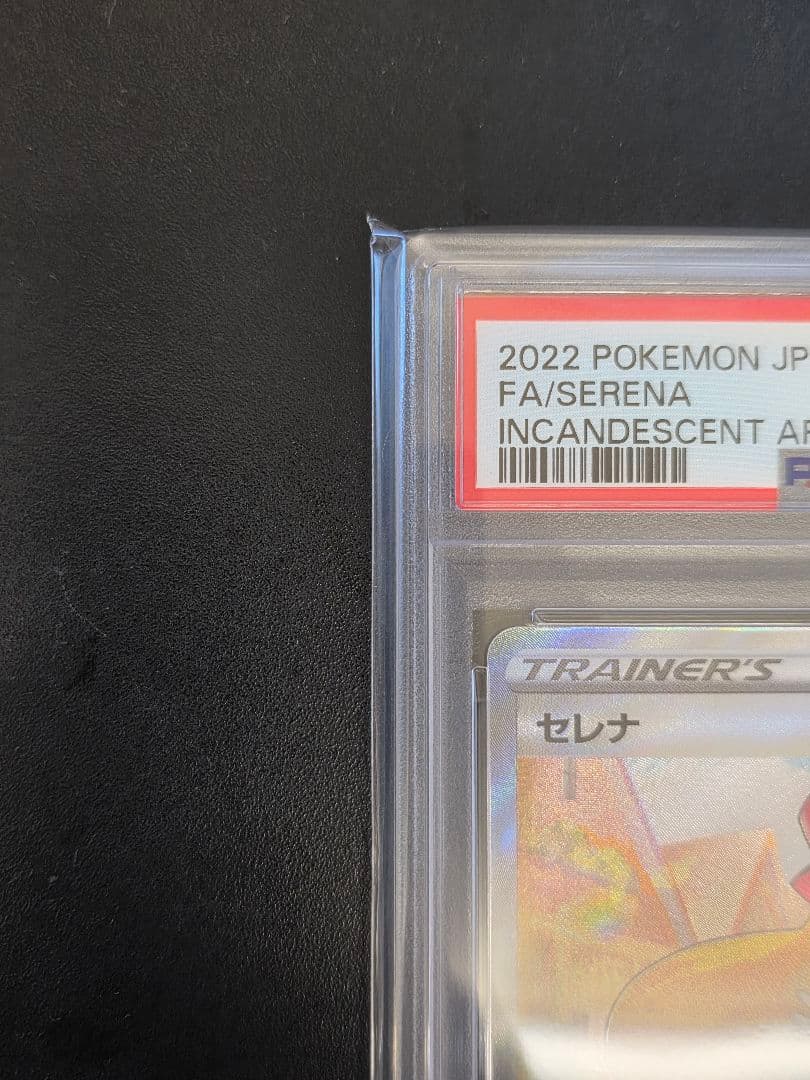 2022 POKEMON JP
FA/SERENA
INCANDESCENT AR
TRAINER'S
セレナ